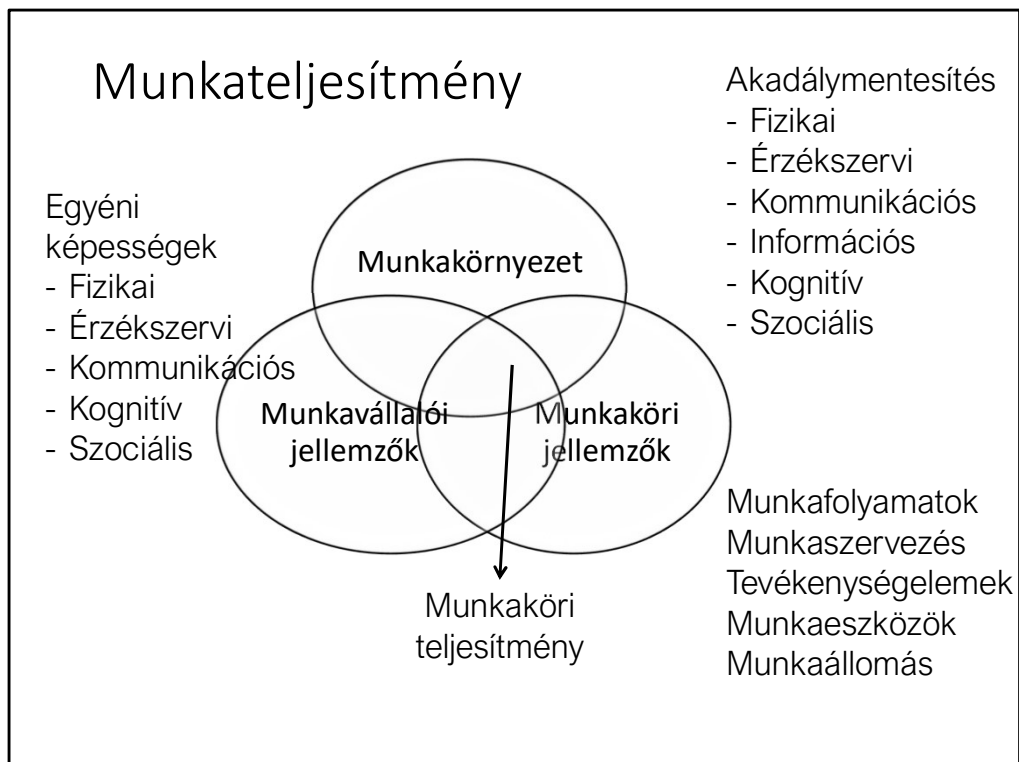 Munkateljesítmény
Akadálymentesítés
- Fizikai
- Érzékszervi
- Kommunikációs
- Információs
- Kognitív
- Szociális
Egyéni
képességek
- Fizikai
- Érzékszervi
- Kommunikációs
- Kognitív
- Szociális
Munkakörnyezet
Munkavállalói
jellemzők
Munkaköri
jellemzők
Munkaköri
teljesítmény
Munkafolyamatok
Munkaszervezés
Tevékenységelemek
Munkaeszközök
Munkaállomás